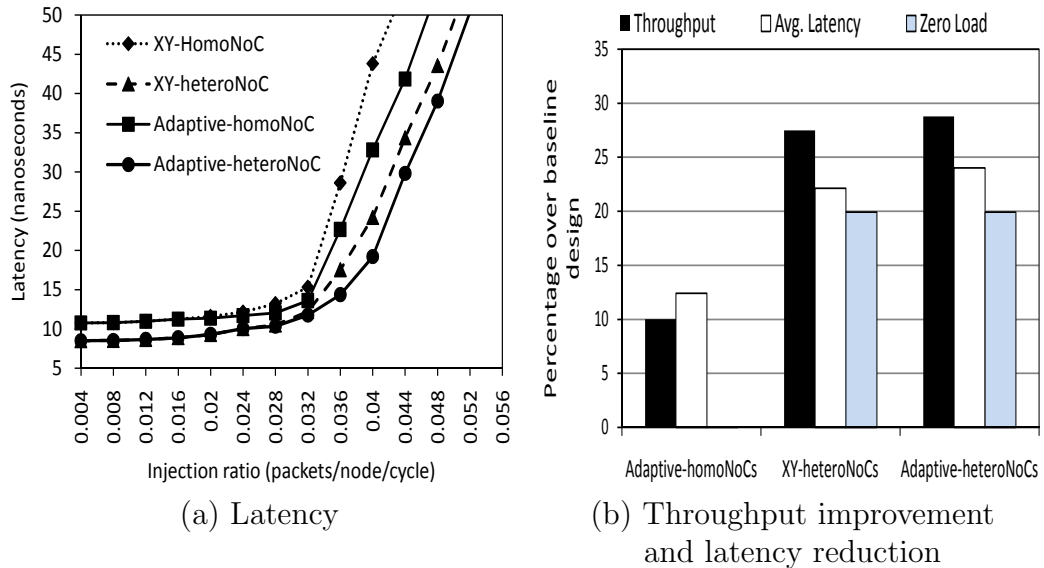 50
45
40
35
30
25
20
15
10
5
Latency (nanoseconds)
XY-HomoNoC
XY-heteroNoC
Adaptive-homoNoC
Adaptive-heteroNoC
0.004
0.008
0.012
0.016
0.02
0.024
0.028
0.032
0.036
0.04
0.044
0.048
0.052
0.056
Injection ratio (packets/node/cycle)
(a) Latency
Throughput
Avg. Latency
Zero Load
35
30
25
20
15
10
5
0
Percentage over baseline
design
Adaptive-homoNoCs
XY-heteroNoCs
Adaptive-heteroNoCs
(b) Throughput improvement
and latency reduction